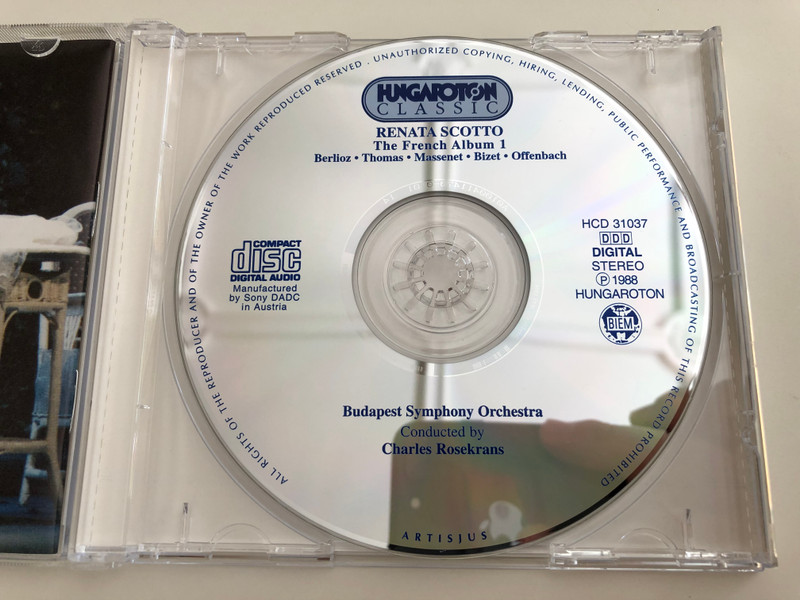 ALL RIGHTS OF THE REPRODUCER AND OF THE OWNER OF THE WORK REPRODUCED RESERVED · UNAUTHORIZED COPYING, HIRING, LENDING, PUBLIC PERFORMANCE AND BROADCASTING OF THIS RECORD PROHIBITED
HUNGAROTON
CLASSIC
RENATA SCOTTO
The French Album 1
Berlioz • Thomas • Massenet • Bizet • Offenbach
COMPACT
disc
DIGITAL AUDIO
Manufactured
by Sony DADC
in Austria
HCD 31037
DDD
DIGITAL
STEREO
Ⓟ 1988
HUNGAROTON
BIEM
Budapest Symphony Orchestra
Conducted by
Charles Rosekrans
ARTISJUS